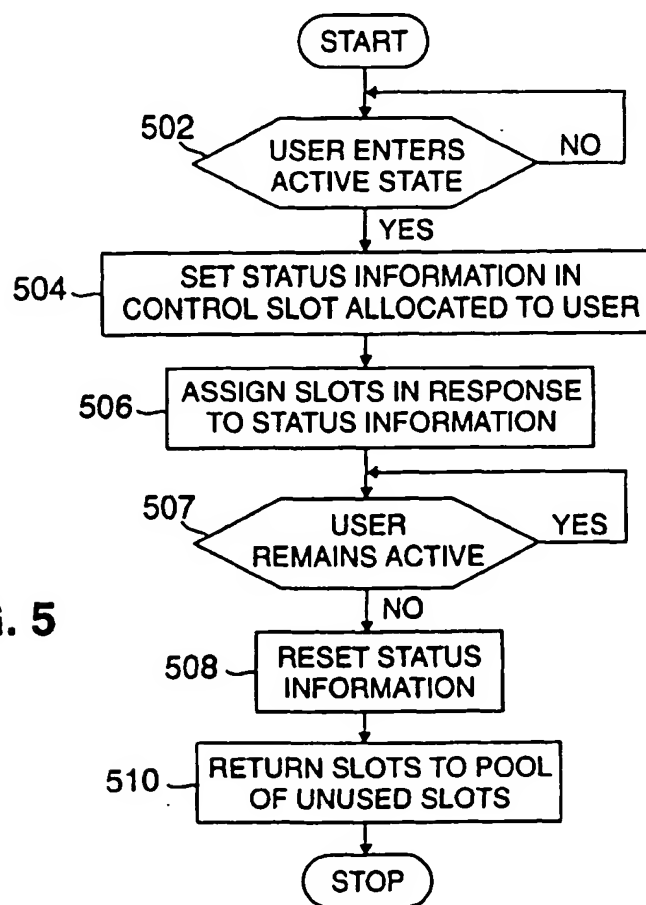 START
502
USER ENTERS
ACTIVE STATE
NO
YES
504
SET STATUS INFORMATION IN
CONTROL SLOT ALLOCATED TO USER
506
ASSIGN SLOTS IN RESPONSE
TO STATUS INFORMATION
507
USER
REMAINS ACTIVE
YES
NO
. 5
508
RESET STATUS
INFORMATION
510
RETURN SLOTS TO POOL
OF UNUSED SLOTS
STOP